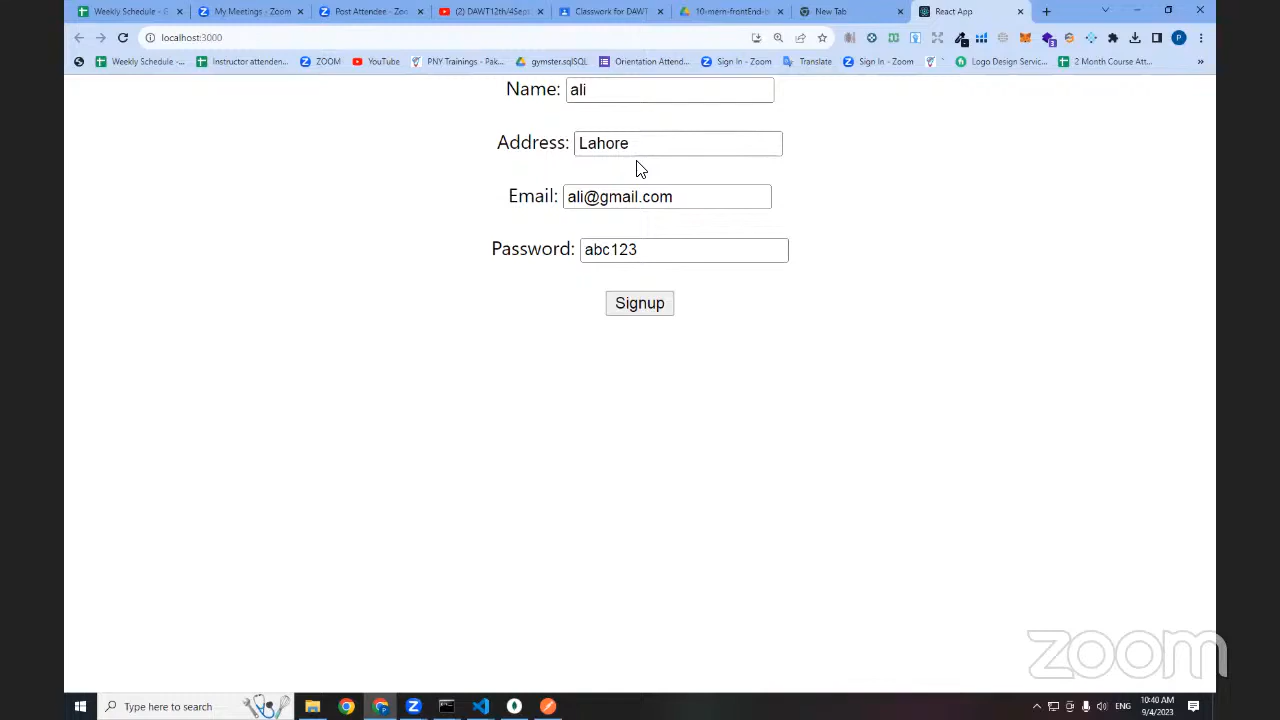 Weekly Schedule - G
My Meetings - Zoom
Post Attendee - Zoo
(2) DAWT12th/4Sept
Classwork for DAWT
10-mern-frontEnd-b
New Tab
React App
localhost:3000
Weekly Schedule -...
Instructor attenden...
ZOOM
YouTube
PNY Trainings - Pak...
gymster.sqlSQL
Orientation Attend...
Sign In - Zoom
Translate
Sign In - Zoom
Logo Design Servic...
2 Month Course Att...
»
Name: ali
Address: Lahore
Email: ali@gmail.com
Password: abc123
Signup
zoom
Type here to search
ENG
10:40 AM
9/4/2023